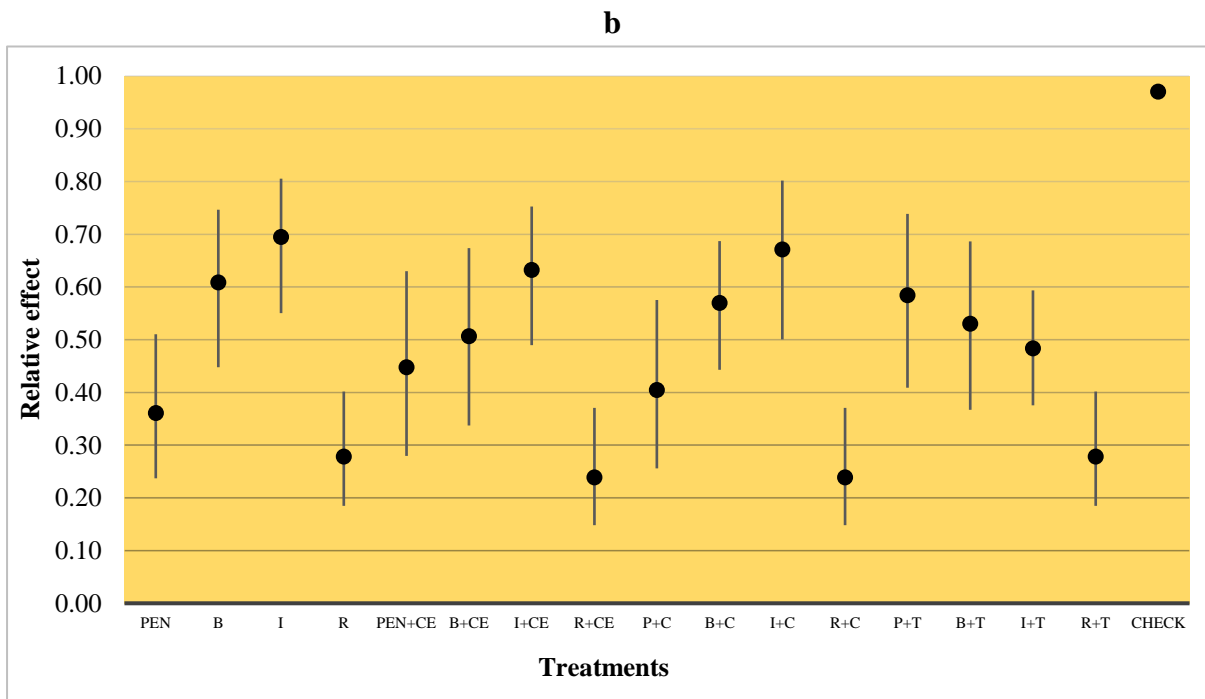 b
1.00
0.90
0.80
0.70
0.60
0.50
0.40
0.30
0.20
0.10
0.00
Relative effect
PEN B I R PEN+CE B+CE I+CE R+CE P+C B+C I+C R+C P+T B+T I+T R+T CHECK
Treatments